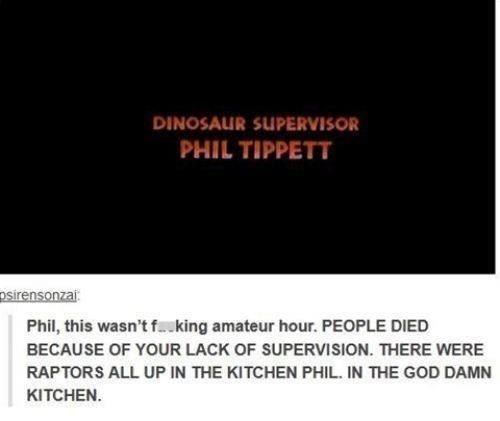 DINOSAUR SUPERVISOR
PHIL TIPPETT
psirensonzai:
Phil, this wasn't f...king amateur hour. PEOPLE DIED
BECAUSE OF YOUR LACK OF SUPERVISION. THERE WERE
RAPTORS ALL UP IN THE KITCHEN PHIL. IN THE GOD DAMN
KITCHEN.